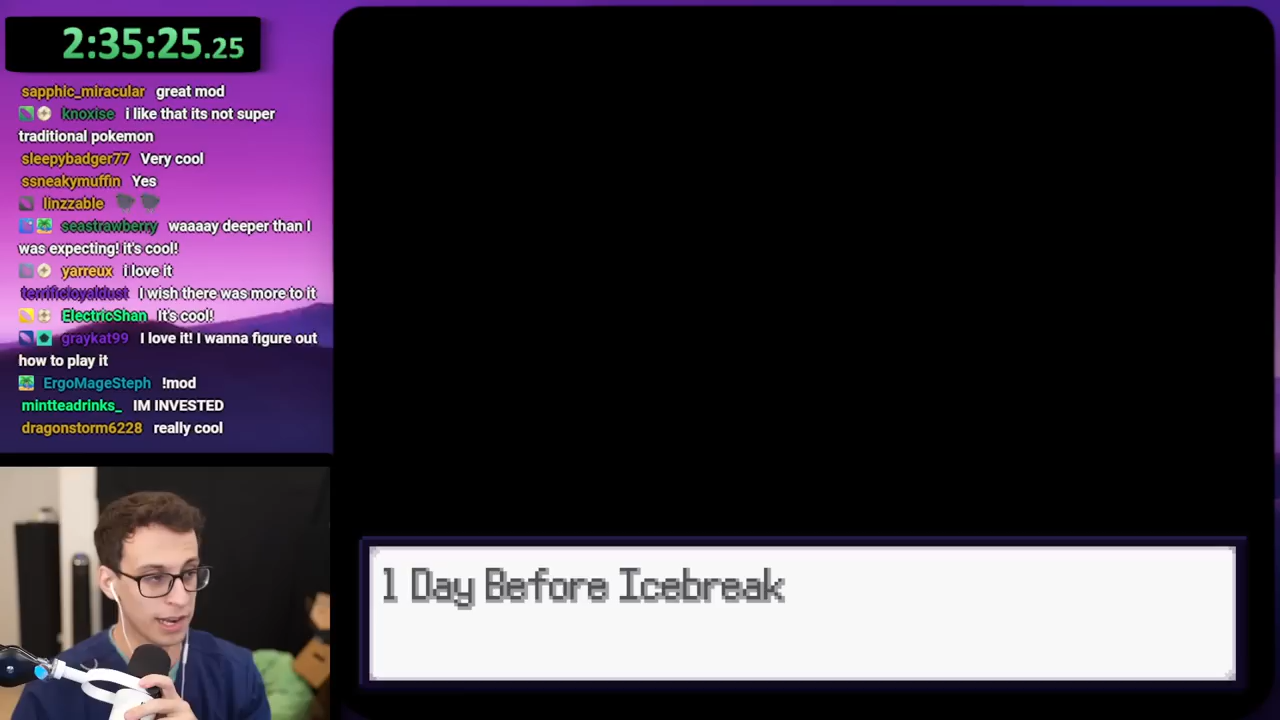 2:35:25.25
sapphic_miracular great mod
knoxise i like that its not super
traditional pokemon
sleepybadger77 Very cool
ssneakymuffin Yes
linzzable
seastrawberry waaaay deeper than I
was expecting! it's cool!
yarreux i love it
terrificloyaldust I wish there was more to it
ElectricShan It's cool!
graykat99 I love it! I wanna figure out
how to play it
ErgoMageSteph !mod
mintteadrinks_ IM INVESTED
dragonstorm6228 really cool
1 Day Before Icebreak